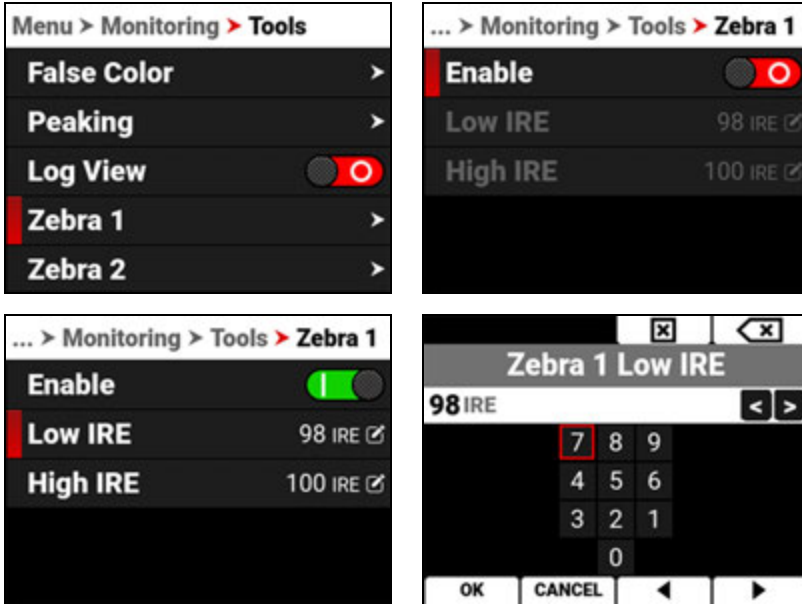 Menu > Monitoring > Tools
False Color >
Peaking >
Log View
Zebra 1 >
Zebra 2 >
... > Monitoring > Tools > Zebra 1
Enable
Low IRE 98 IRE
High IRE 100 IRE
... > Monitoring > Tools > Zebra 1
Enable
Low IRE 98 IRE
High IRE 100 IRE
Zebra 1 Low IRE
98 IRE < >
7 8 9
4 5 6
3 2 1
0
OK CANCEL ◀ ▶